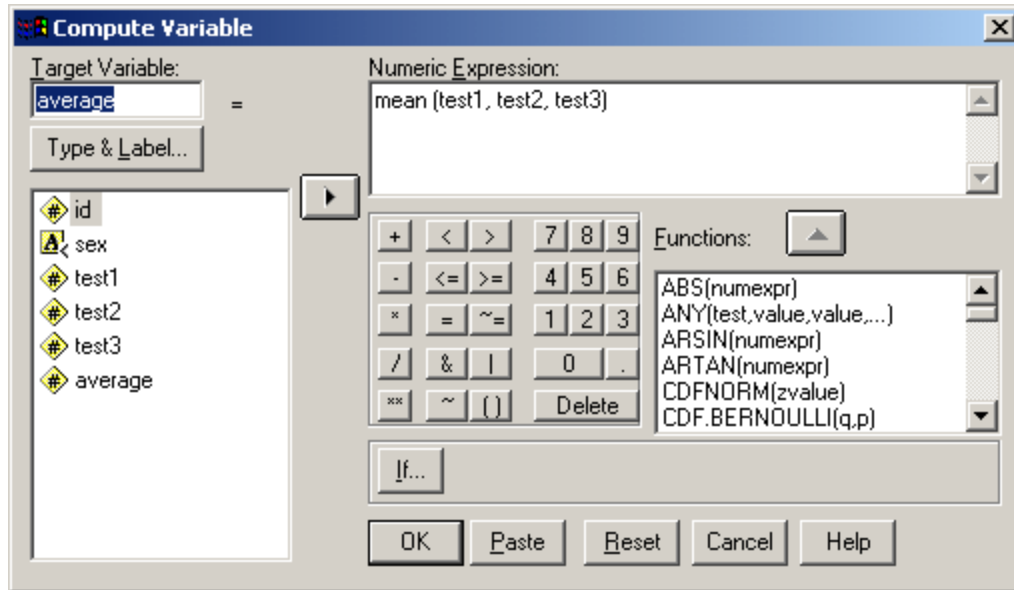 Compute Variable
Target Variable:
average
=
Type & Label...
id
sex
test1
test2
test3
average
Numeric Expression:
mean (test1, test2, test3)
+ < > 7 8 9
- <= >= 4 5 6
* = ~= 1 2 3
/ & | 0 .
** ~ () Delete
Functions:
ABS(numexpr)
ANY(test,value,value,...)
ARSIN(numexpr)
ARTAN(numexpr)
CDFNORM(zvalue)
CDF.BERNOULLI(q,p)
If...
OK Paste Reset Cancel Help